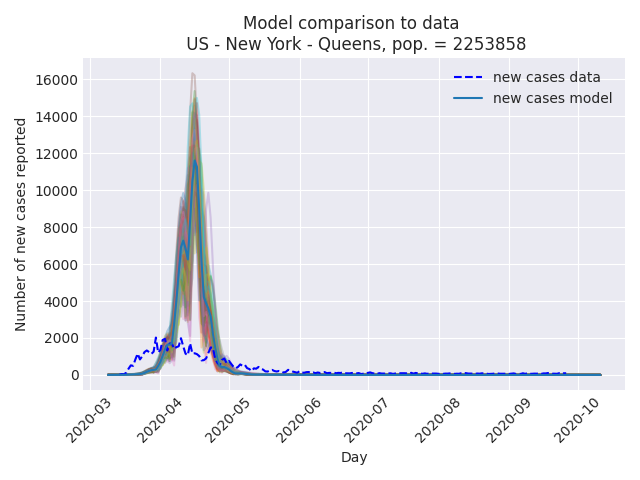 Model comparison to data
US - New York - Queens, pop. = 2253858
new cases data
new cases model
Number of new cases reported
16000
14000
12000
10000
8000
6000
4000
2000
0
2020-03
2020-04
2020-05
2020-06
2020-07
2020-08
2020-09
2020-10
Day